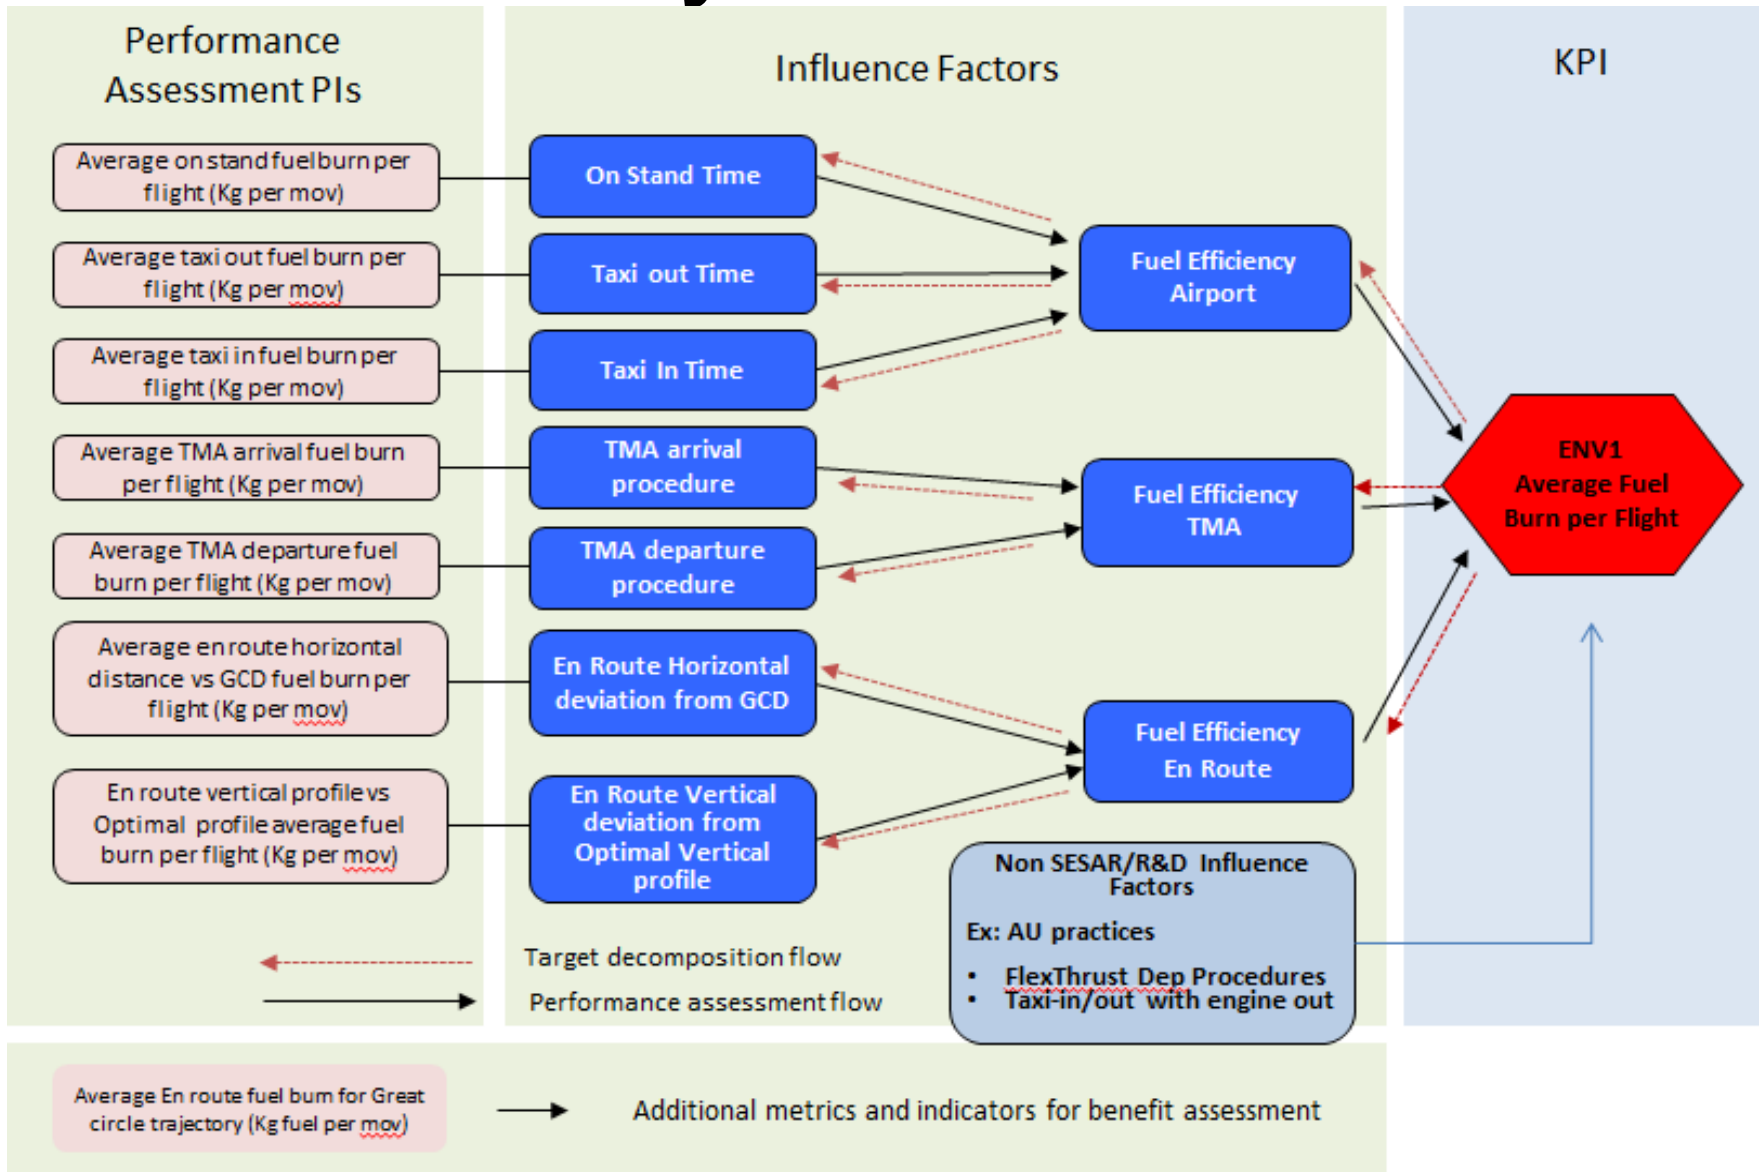 Performance
Assessment PIs
Influence Factors
KPI
Average on stand fuel burn per
flight (Kg per mov)
On Stand Time
Average taxi out fuel burn per
flight (Kg per mov)
Taxi out Time
Fuel Efficiency
Airport
Average taxi in fuel burn per
flight (Kg per mov)
Taxi In Time
Average TMA arrival fuel burn
per flight (Kg per mov)
TMA arrival
procedure
Fuel Efficiency
TMA
ENV1
Average Fuel
Burn per Flight
Average TMA departure fuel
burn per flight (Kg per mov)
TMA departure
procedure
Average en route horizontal
distance vs GCD fuel burn per
flight (Kg per mov)
En Route Horizontal
deviation from GCD
Fuel Efficiency
En Route
En route vertical profile vs
Optimal profile average fuel
burn per flight (Kg per mov)
En Route Vertical
deviation from
Optimal Vertical
profile
Non SESAR/R&D Influence
Factors
Ex: AU practices
• FlexThrust Dep Procedures
• Taxi-in/out with engine out
Target decomposition flow
Performance assessment flow
Average En route fuel burn for Great
circle trajectory (Kg fuel per mov)
Additional metrics and indicators for benefit assessment